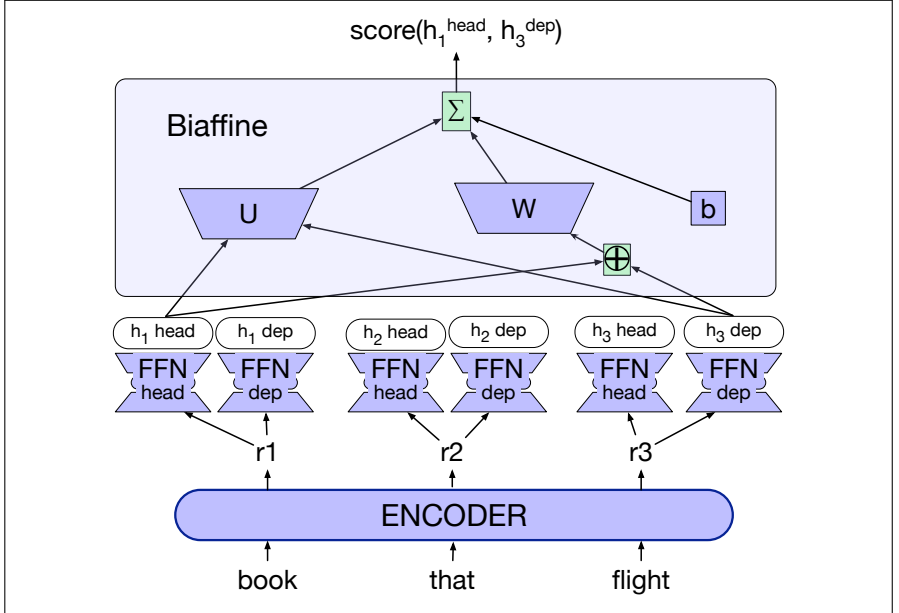 score(h₁ʰᵉᵃᵈ, h₃ᵈᵉᵖ)
Σ
Biaffine
U
W
b
⊕
h₁ head
h₁ dep
h₂ head
h₂ dep
h₃ head
h₃ dep
FFN
head
FFN
dep
FFN
head
FFN
dep
FFN
head
FFN
dep
r1
r2
r3
ENCODER
book
that
flight